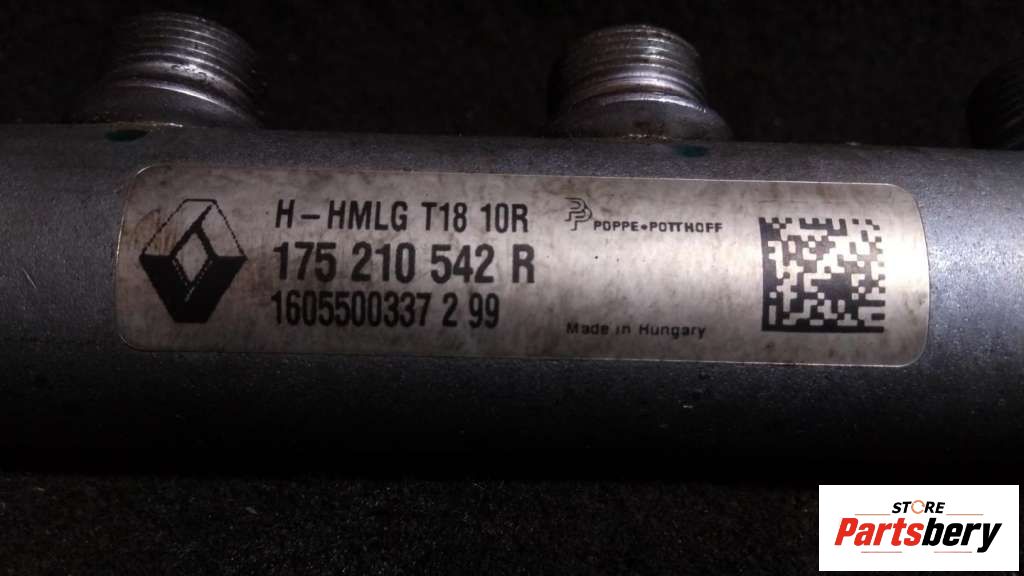 H-HMLG T18 10R
175 210 542 R
1605500337 2 99
POPPE+POTTHOFF
Made in Hungary
STORE
Partsbery